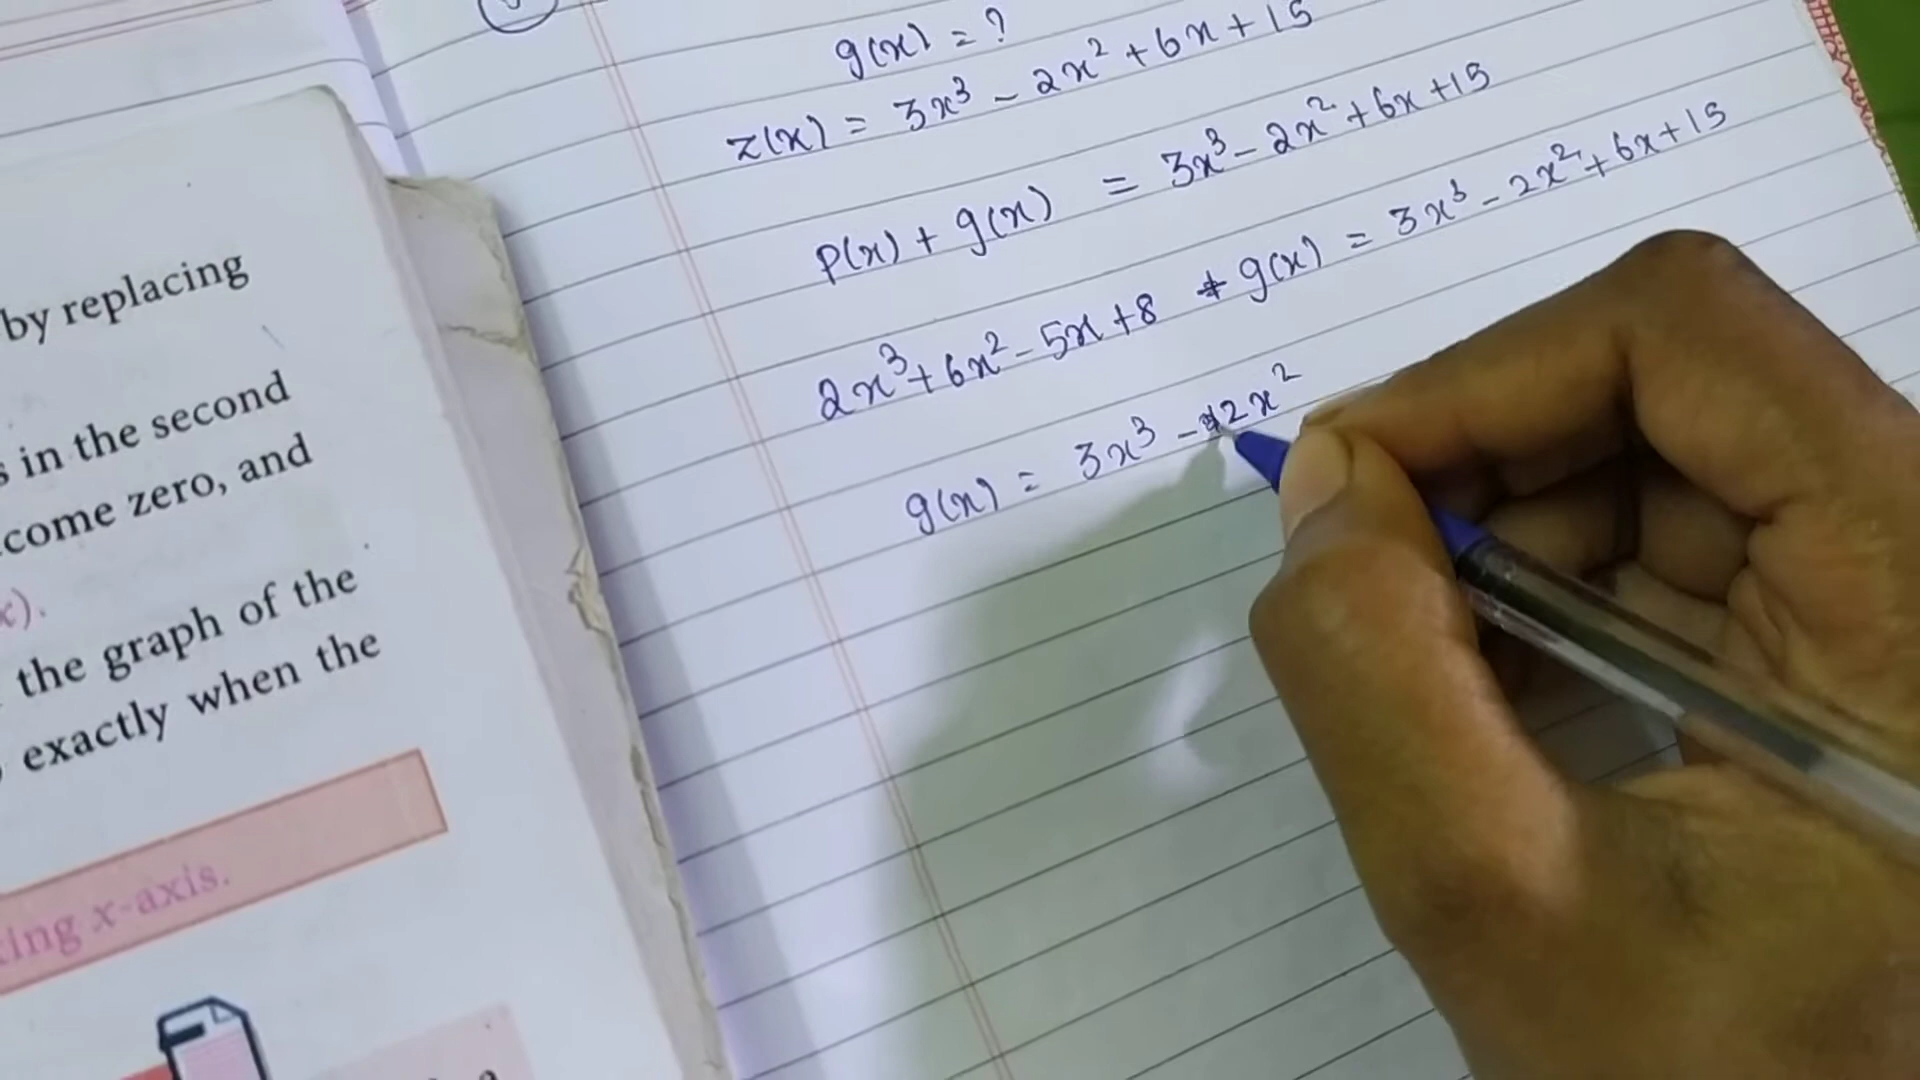 by replacing
in the second
come zero, and
x).
the graph of the
exactly when the
king x-axis.
g(x) = ?
z(x) = 3x³ - 2x² + 6x + 15
p(x) + g(x) = 3x³ - 2x² + 6x + 15
2x³ + 6x² - 5x + 8 + g(x) = 3x³ - 2x² + 6x + 15
g(x) = 3x³ - 2x²